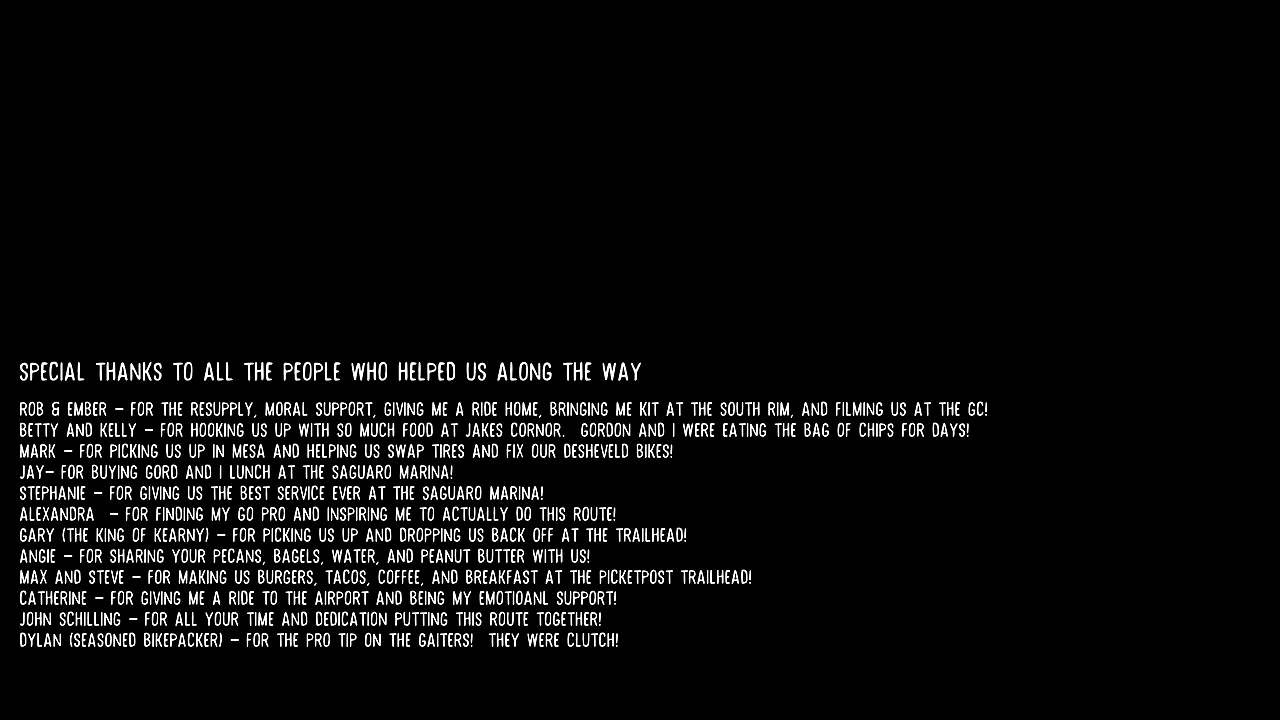 SPECIAL THANKS TO ALL THE PEOPLE WHO HELPED US ALONG THE WAY
ROB & EMBER – FOR THE RESUPPLY, MORAL SUPPORT, GIVING ME A RIDE HOME, BRINGING ME KIT AT THE SOUTH RIM, AND FILMING US AT THE GC!
BETTY AND KELLY – FOR HOOKING US UP WITH SO MUCH FOOD AT JAKES CORNOR.  GORDON AND I WERE EATING THE BAG OF CHIPS FOR DAYS!
MARK – FOR PICKING US UP IN MESA AND HELPING US SWAP TIRES AND FIX OUR DESHEVELD BIKES!
JAY– FOR BUYING GORD AND I LUNCH AT THE SAGUARO MARINA!
STEPHANIE – FOR GIVING US THE BEST SERVICE EVER AT THE SAGUARO MARINA!
ALEXANDRA  – FOR FINDING MY GO PRO AND INSPIRING ME TO ACTUALLY DO THIS ROUTE!
GARY (THE KING OF KEARNY) – FOR PICKING US UP AND DROPPING US BACK OFF AT THE TRAILHEAD!
ANGIE – FOR SHARING YOUR PECANS, BAGELS, WATER, AND PEANUT BUTTER WITH US!
MAX AND STEVE – FOR MAKING US BURGERS, TACOS, COFFEE, AND BREAKFAST AT THE PICKETPOST TRAILHEAD!
CATHERINE – FOR GIVING ME A RIDE TO THE AIRPORT AND BEING MY EMOTIOANL SUPPORT!
JOHN SCHILLING – FOR ALL YOUR TIME AND DEDICATION PUTTING THIS ROUTE TOGETHER!
DYLAN (SEASONED BIKEPACKER) – FOR THE PRO TIP ON THE GAITERS!  THEY WERE CLUTCH!